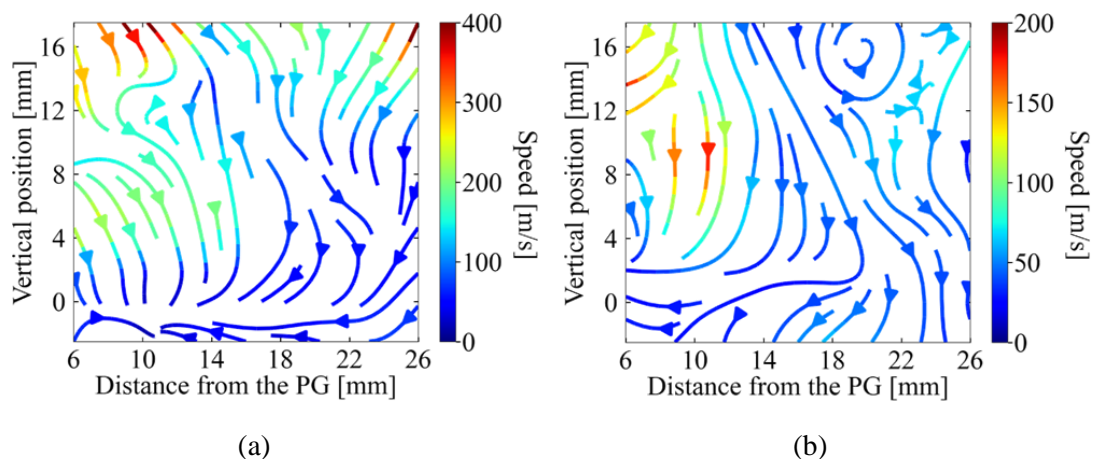 400
300
200
100
0
Speed [m/s]
16
12
8
4
0
Vertical position [mm]
6 10 14 18 22 26
Distance from the PG [mm]
(a)
200
150
100
50
0
Speed [m/s]
16
12
8
4
0
Vertical position [mm]
6 10 14 18 22 26
Distance from the PG [mm]
(b)